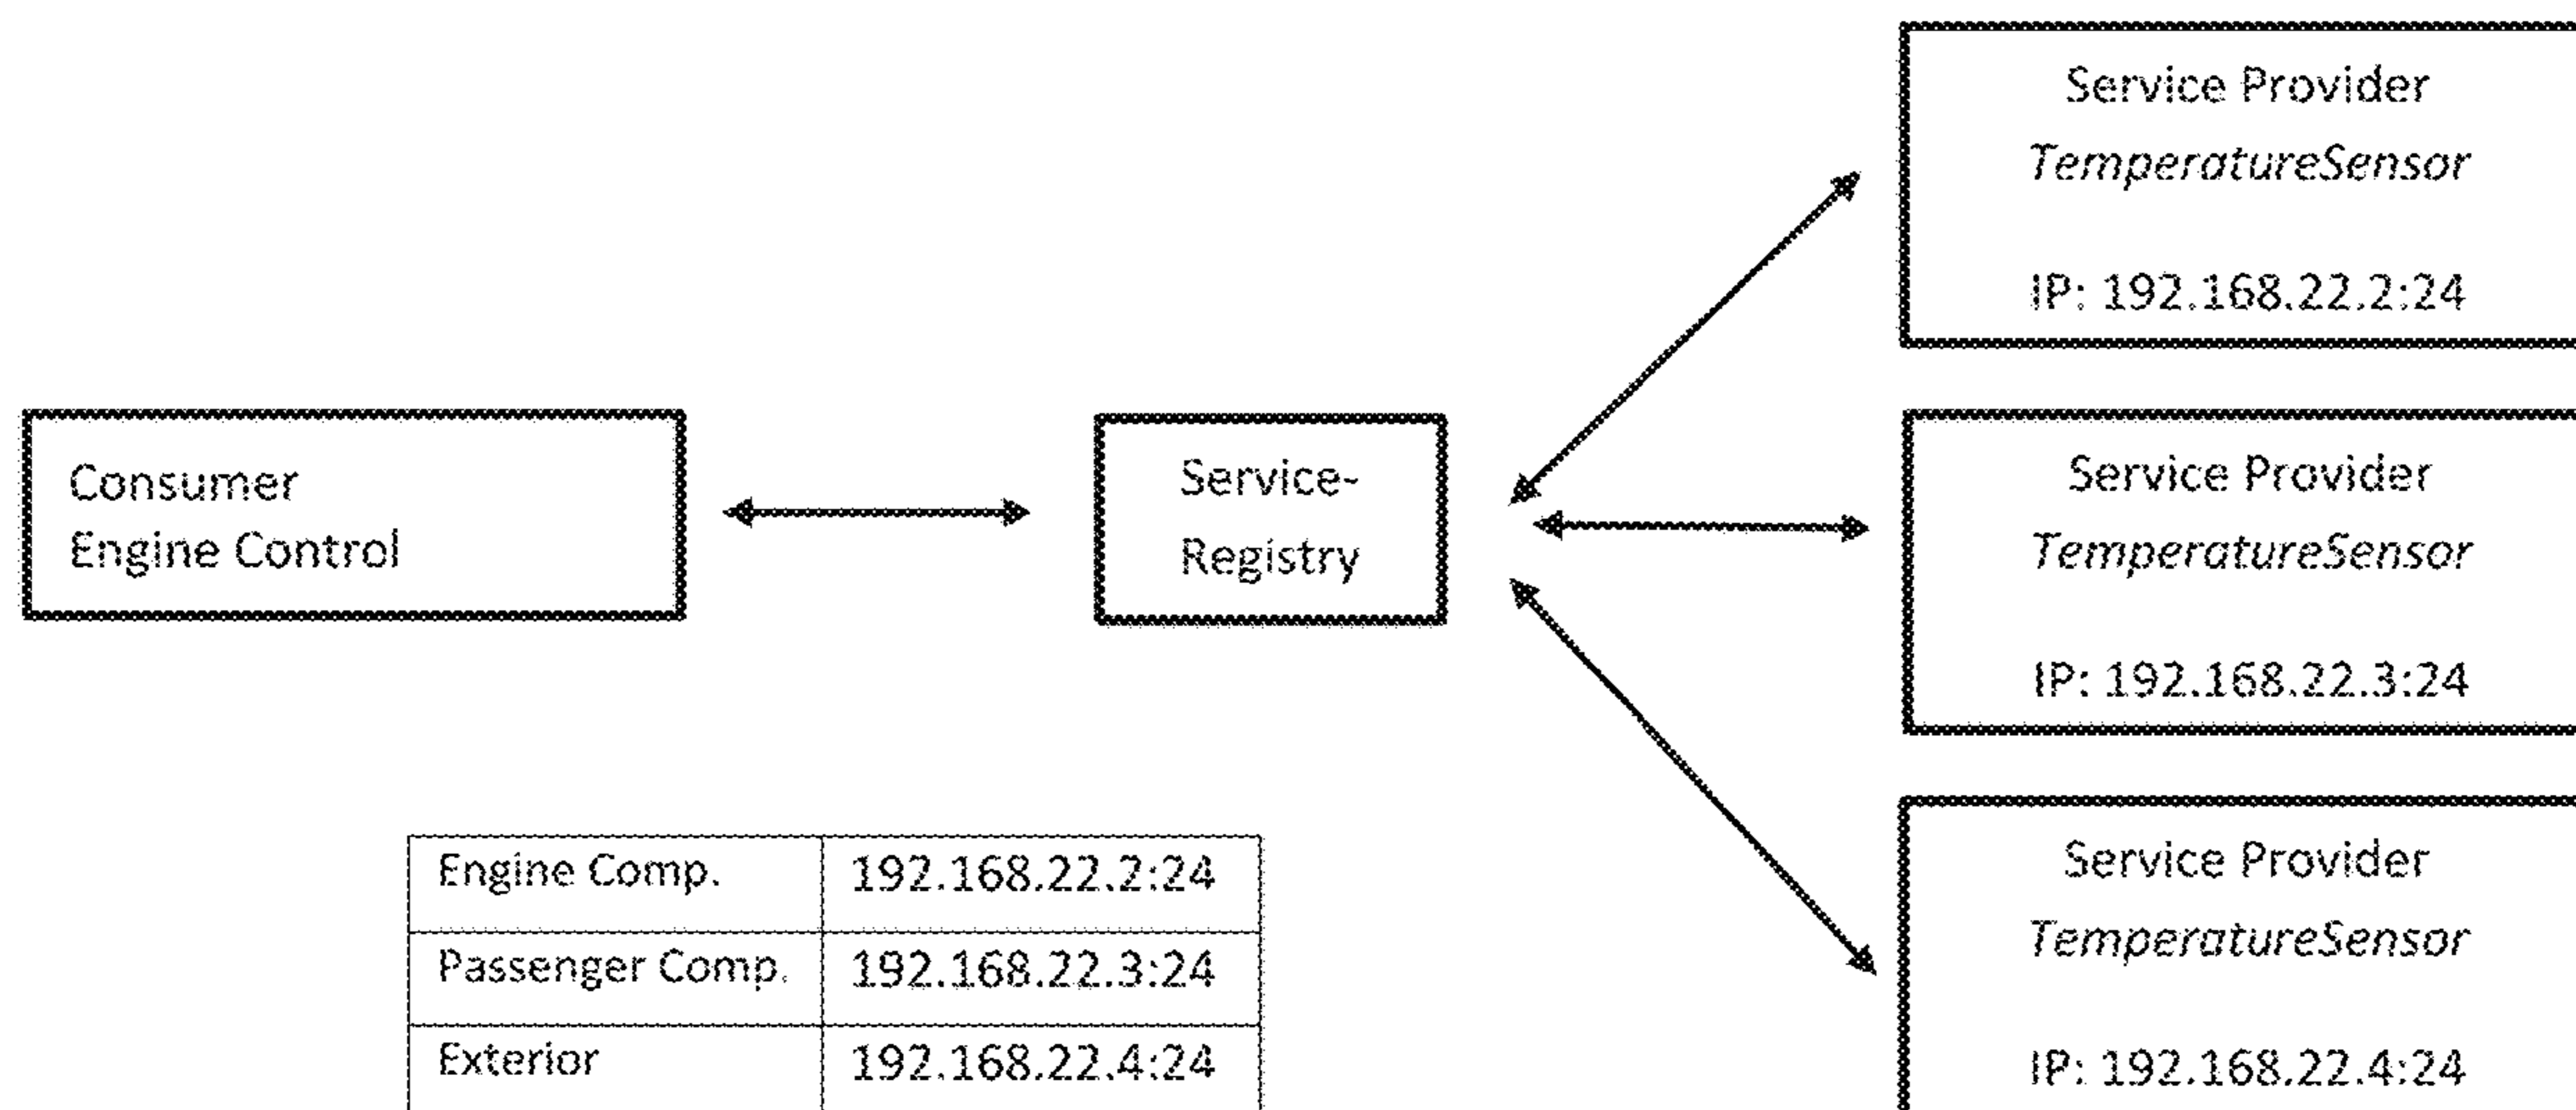 Service Provider
TemperatureSensor
IP: 192.168.22.2:24
Consumer
Engine Control
Service-
Registry
Service Provider
TemperatureSensor
IP: 192.168.22.3:24
Engine Comp. 192.168.22.2:24
Passenger Comp. 192.168.22.3:24
Exterior 192.168.22.4:24
Service Provider
TemperatureSensor
IP: 192.168.22.4:24